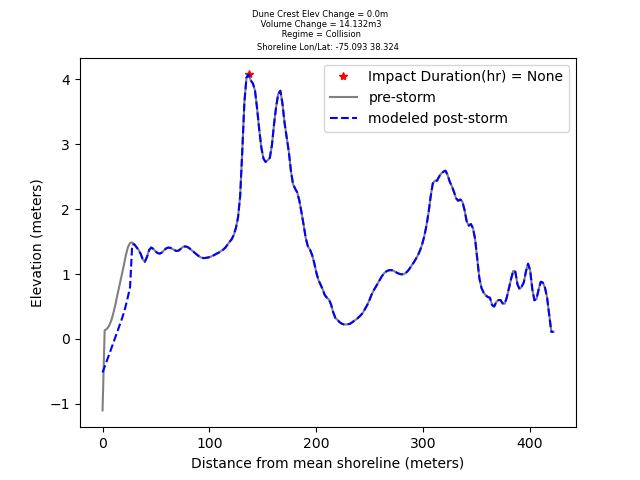 Dune Crest Elev Change = 0.0m
Volume Change = 14.132m3
Regime = Collision
Shoreline Lon/Lat: -75.093 38.324
Impact Duration(hr) = None
pre-storm
modeled post-storm
4
3
2
1
0
−1
Elevation (meters)
0 100 200 300 400
Distance from mean shoreline (meters)